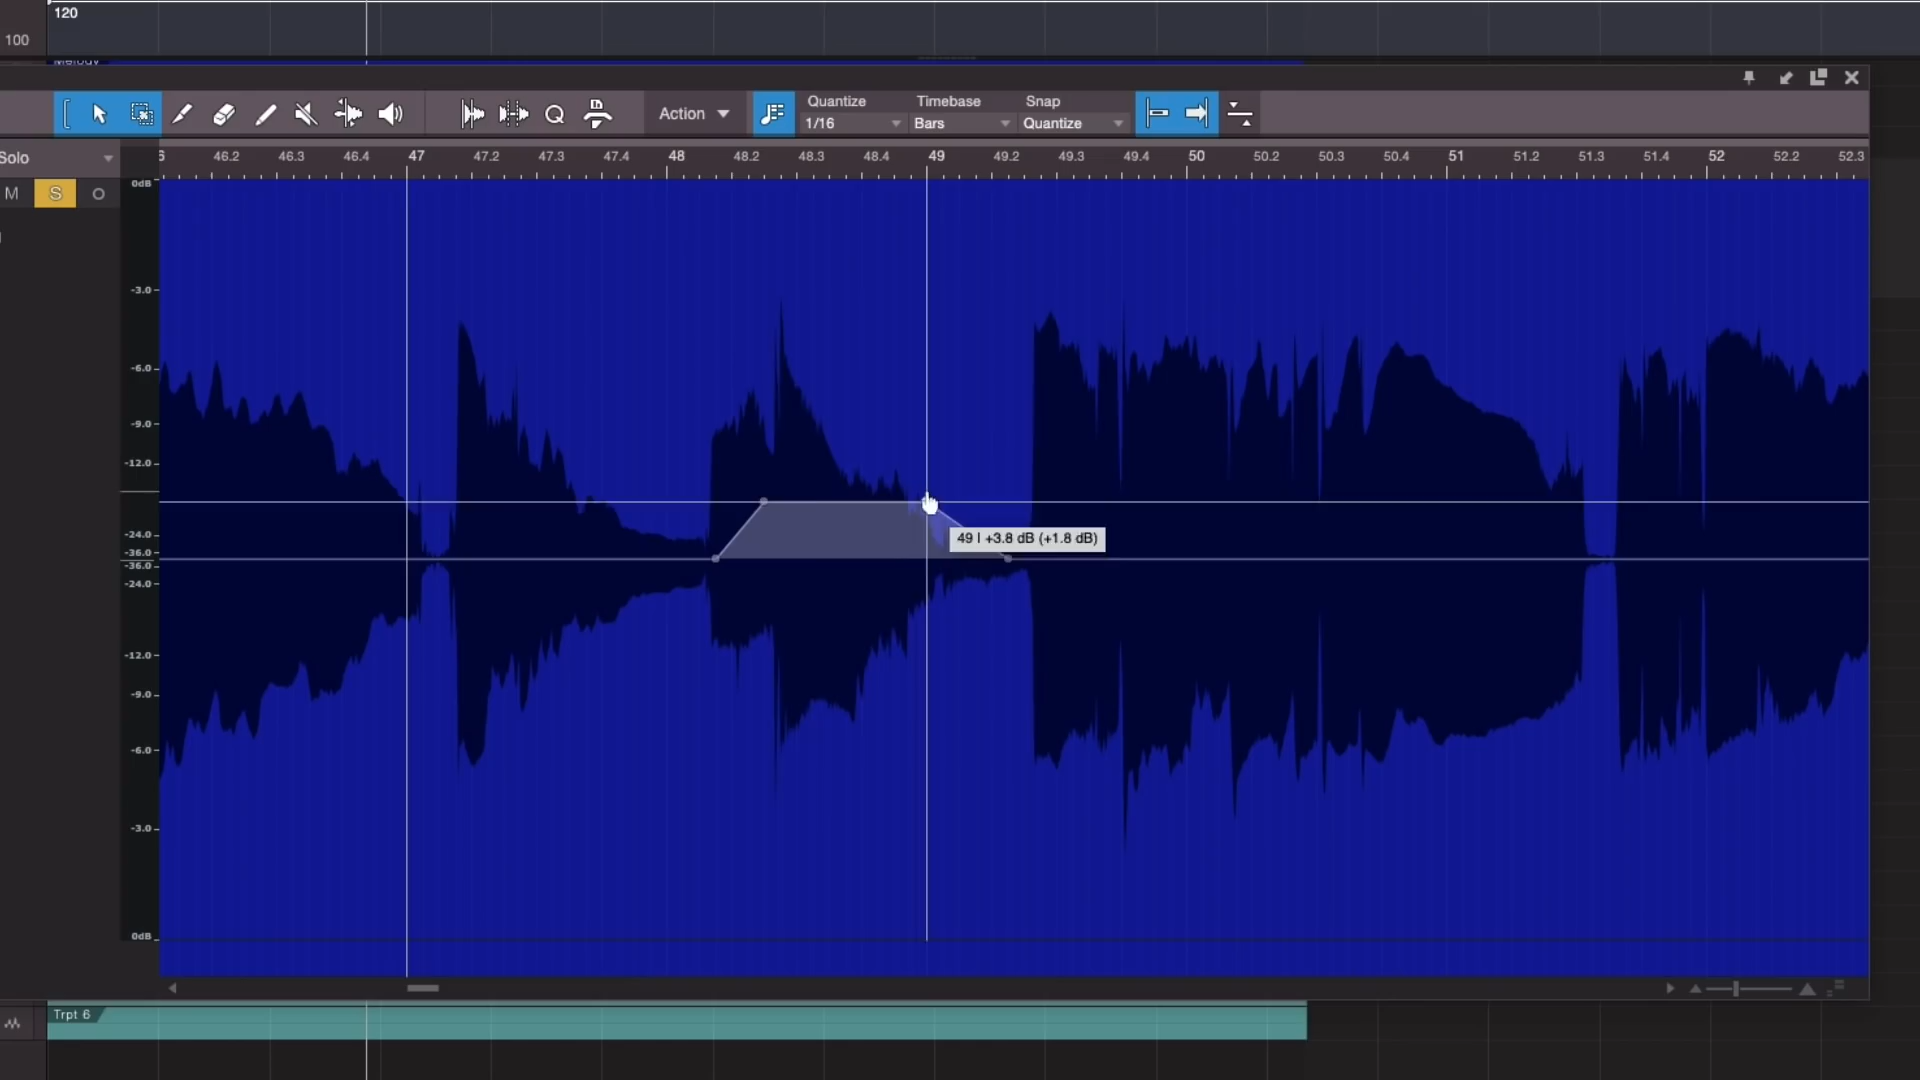 120
100
Melody
Action
Quantize
1/16
Timebase
Bars
Snap
Quantize
Solo
6 46.2 46.3 46.4 47 47.2 47.3 47.4 48 48.2 48.3 48.4 49 49.2 49.3 49.4 50 50.2 50.3 50.4 51 51.2 51.3 51.4 52 52.2 52.3
M S
0dB
-3.0
-6.0
-9.0
-12.0
-24.0
-36.0
-36.0
-24.0
-12.0
-9.0
-6.0
-3.0
0dB
49 | +3.8 dB (+1.8 dB)
Trpt 6